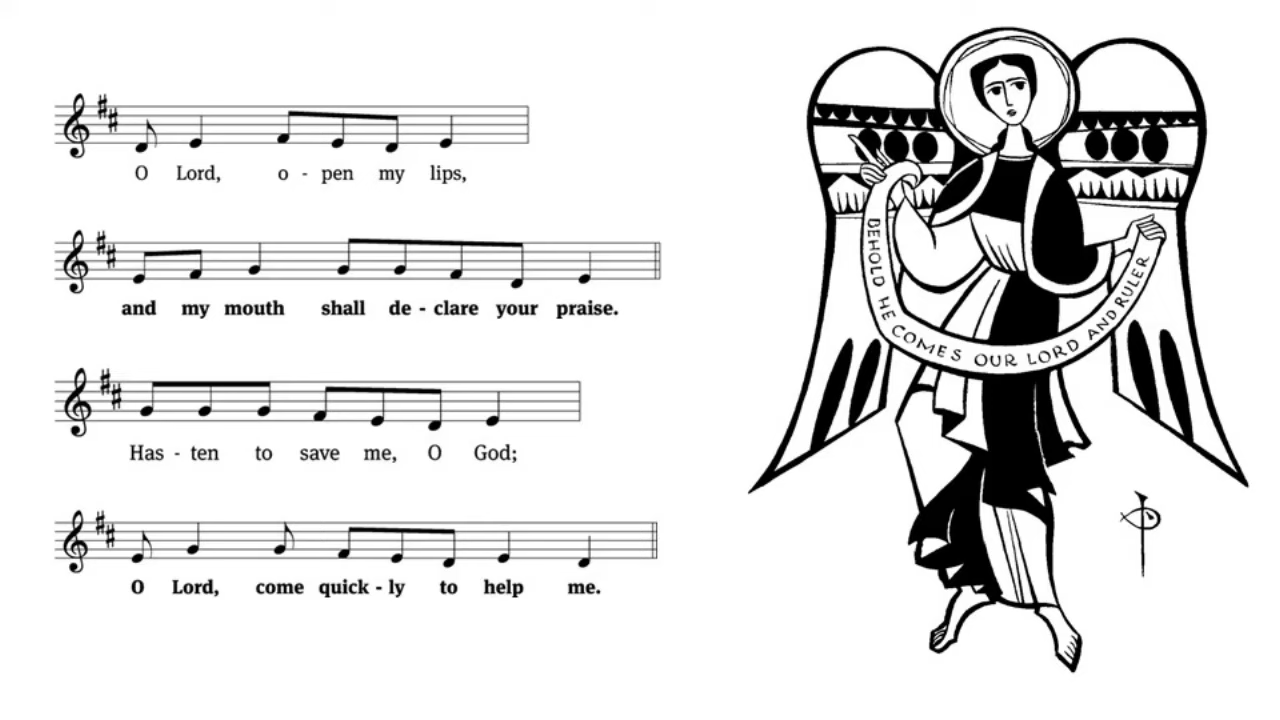 O Lord, o - pen my lips,
and my mouth shall de - clare your praise.
Has - ten to save me, O God;
O Lord, come quick - ly to help me.
BEHOLD HE COMES OUR LORD AND RULER